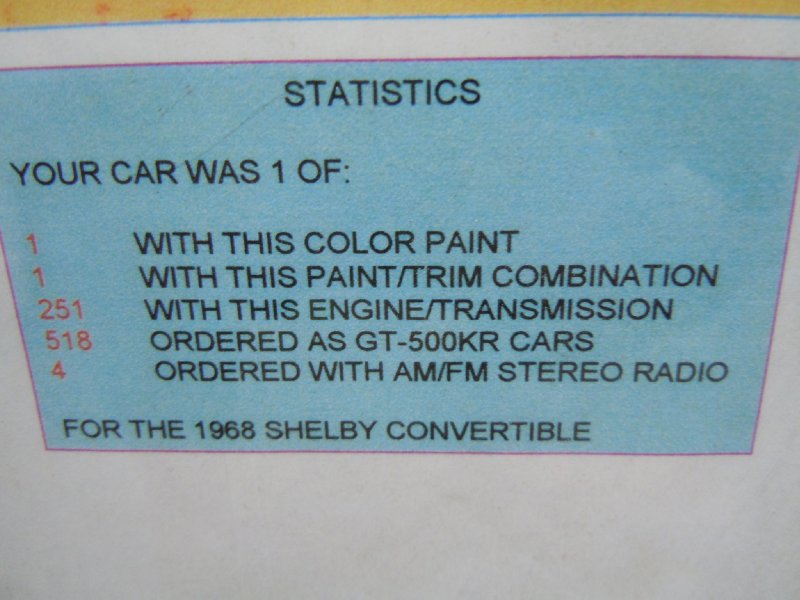 STATISTICS
YOUR CAR WAS 1 OF:
1 WITH THIS COLOR PAINT
1 WITH THIS PAINT/TRIM COMBINATION
251 WITH THIS ENGINE/TRANSMISSION
518 ORDERED AS GT-500KR CARS
4 ORDERED WITH AM/FM STEREO RADIO
FOR THE 1968 SHELBY CONVERTIBLE